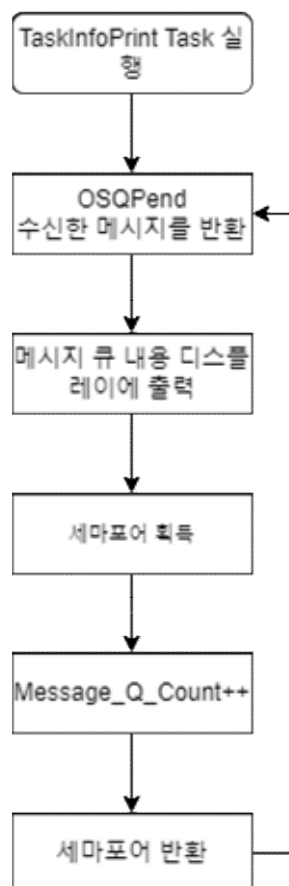 TaskInfoPrint Task 실
행
OSQPend
수신한 메시지를 반환
메시지 큐 내용 디스플
레이에 출력
세마포어 획득
Message_Q_Count++
세마포어 반환